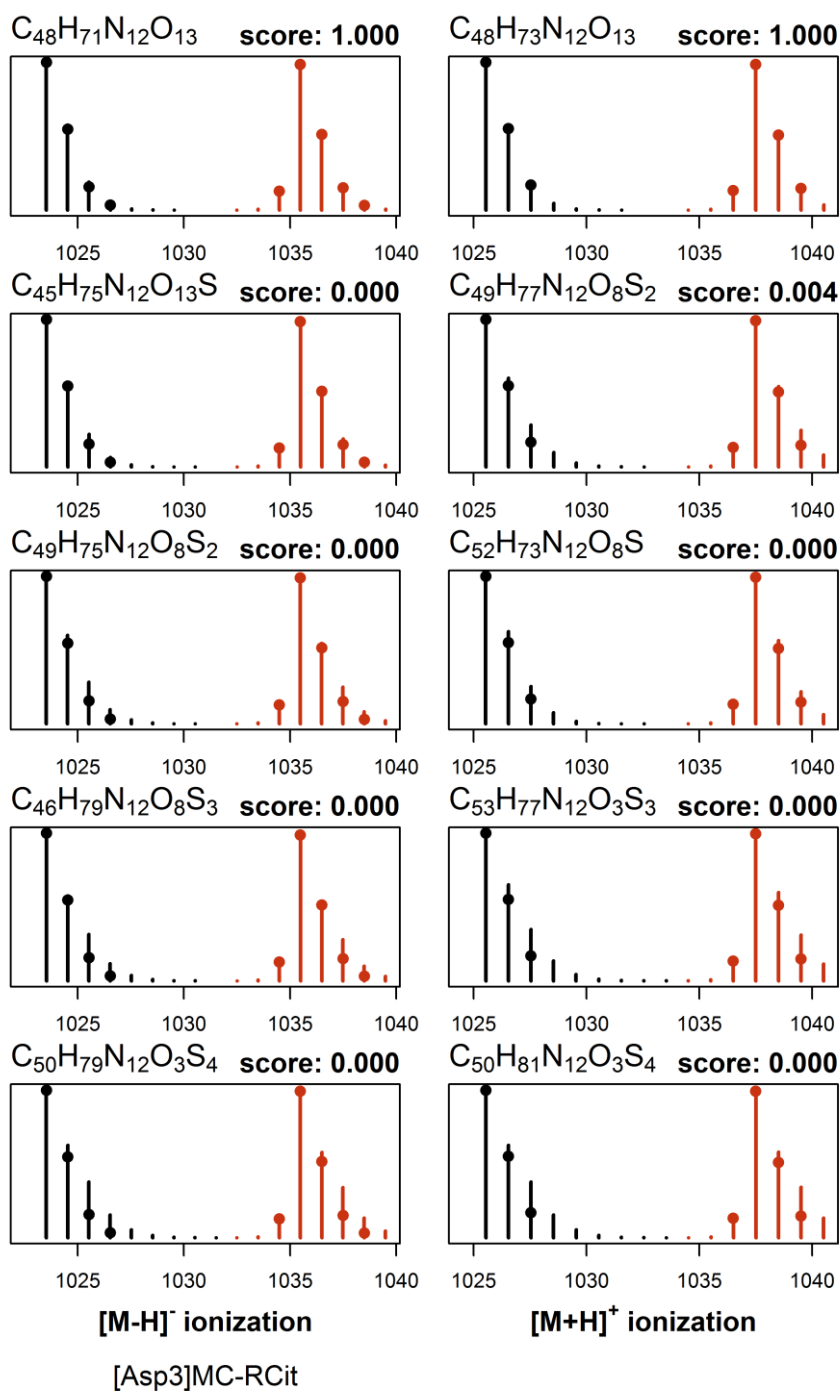 C₄₈H₇₁N₁₂O₁₃ score: 1.000 C₄₈H₇₃N₁₂O₁₃ score: 1.000
1025 1030 1035 1040 1025 1030 1035 1040
C₄₅H₇₅N₁₂O₁₃S score: 0.000 C₄₉H₇₇N₁₂O₈S₂ score: 0.004
1025 1030 1035 1040 1025 1030 1035 1040
C₄₉H₇₅N₁₂O₈S₂ score: 0.000 C₅₂H₇₃N₁₂O₈S score: 0.000
1025 1030 1035 1040 1025 1030 1035 1040
C₄₆H₇₉N₁₂O₈S₃ score: 0.000 C₅₃H₇₇N₁₂O₃S₃ score: 0.000
1025 1030 1035 1040 1025 1030 1035 1040
C₅₀H₇₉N₁₂O₃S₄ score: 0.000 C₅₀H₈₁N₁₂O₃S₄ score: 0.000
1025 1030 1035 1040 1025 1030 1035 1040
[M-H]⁻ ionization [M+H]⁺ ionization
[Asp3]MC-RCit